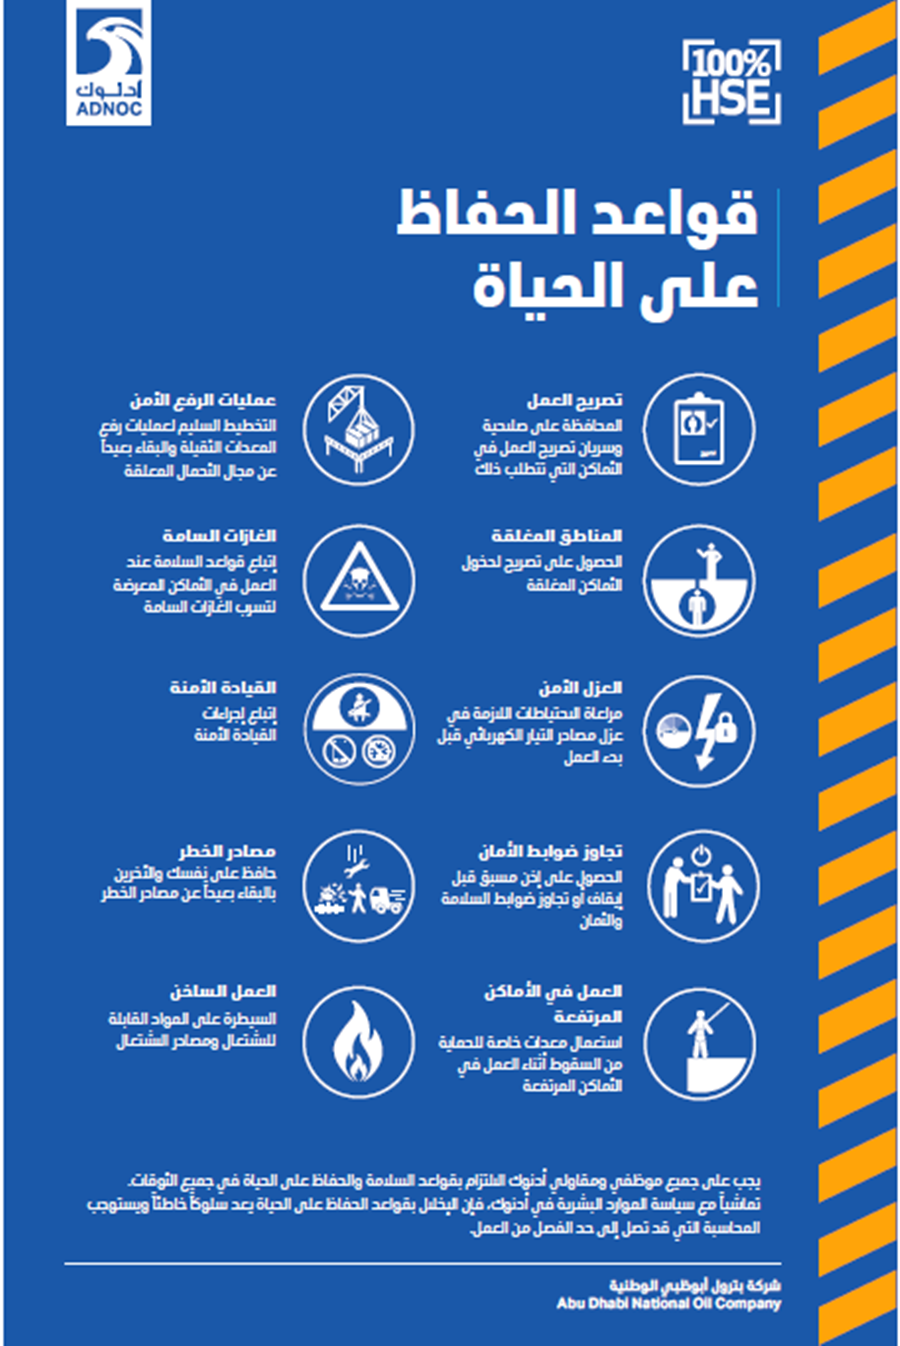 أدنوك
ADNOC
100%
HSE
قواعد الحفاظ
على الحياة
تصريح العمل
المحافظة على صلاحية
وسريان تصريح العمل في
الأماكن التي تتطلب ذلك
عمليات الرفع الآمن
التخطيط السليم لعمليات رفع
المعدات الثقيلة والبقاء بعيداً
عن مجال الأحمال المعلقة
المناطق المغلقة
الحصول على تصريح لدخول
الأماكن المغلقة
الغازات السامة
إتباع قواعد السلامة عند
العمل في الأماكن المعرضة
لتسرب الغازات السامة
العزل الآمن
مراعاة الاحتياطات اللازمة في
عزل مصادر التيار الكهربائي قبل
بدء العمل
القيادة الآمنة
إتباع إجراءات
القيادة الآمنة
تجاوز ضوابط الأمان
الحصول على إذن مسبق قبل
إيقاف أو تجاوز ضوابط السلامة
والأمان
مصادر الخطر
حافظ على نفسك والآخرين
بالبقاء بعيداً عن مصادر الخطر
العمل في الأماكن
المرتفعة
استعمال معدات خاصة للحماية
من السقوط أثناء العمل في
الأماكن المرتفعة
العمل الساخن
السيطرة على المواد القابلة
للاشتعال ومصادر الاشتعال
يجب على جميع موظفي ومقاولي أدنوك الالتزام بقواعد السلامة والحفاظ على الحياة في جميع الأوقات.
تماشياً مع سياسة الموارد البشرية في أدنوك، فإن الإخلال بقواعد الحفاظ على الحياة يعد سلوكاً خاطئاً ويستوجب
المحاسبة التي قد تصل إلى حد الفصل من العمل.
شركة بترول أبوظبي الوطنية
Abu Dhabi National Oil Company